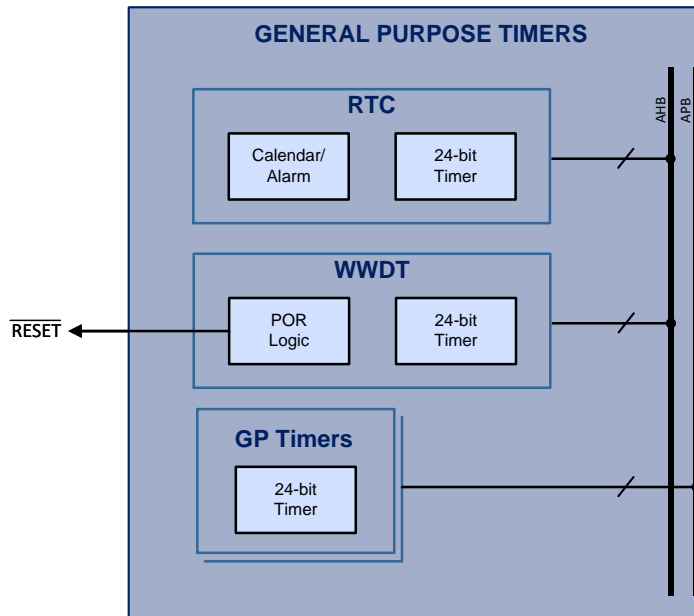 GENERAL PURPOSE TIMERS
AHB
APB
RTC
Calendar/
Alarm
24-bit
Timer
WWDT
RESET
POR
Logic
24-bit
Timer
GP Timers
24-bit
Timer